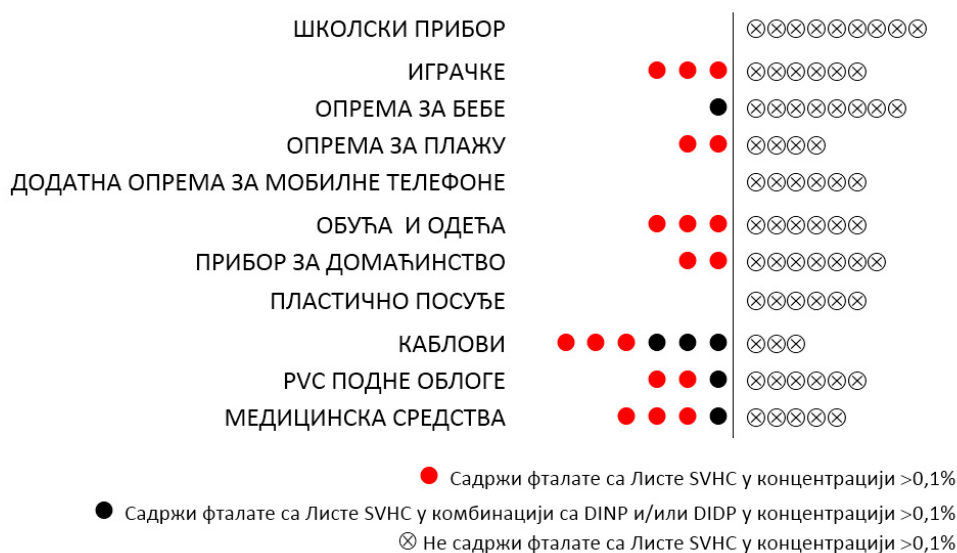 ШКОЛСКИ ПРИБОР
ИГРАЧКЕ
ОПРЕМА ЗА БЕБЕ
ОПРЕМА ЗА ПЛАЖУ
ДОДАТНА ОПРЕМА ЗА МОБИЛНЕ ТЕЛЕФОНЕ
ОБУЋА И ОДЕЋА
ПРИБОР ЗА ДОМАЋИНСТВО
ПЛАСТИЧНО ПОСУЂЕ
КАБЛОВИ
PVC ПОДНЕ ОБЛОГЕ
МЕДИЦИНСКА СРЕДСТВА
Садржи фталате са Листе SVHC у концентрацији >0,1%
Садржи фталате са Листе SVHC у комбинацији са DINP и/или DIDP у концентрацији >0,1%
Не садржи фталате са Листе SVHC у концентрацији >0,1%